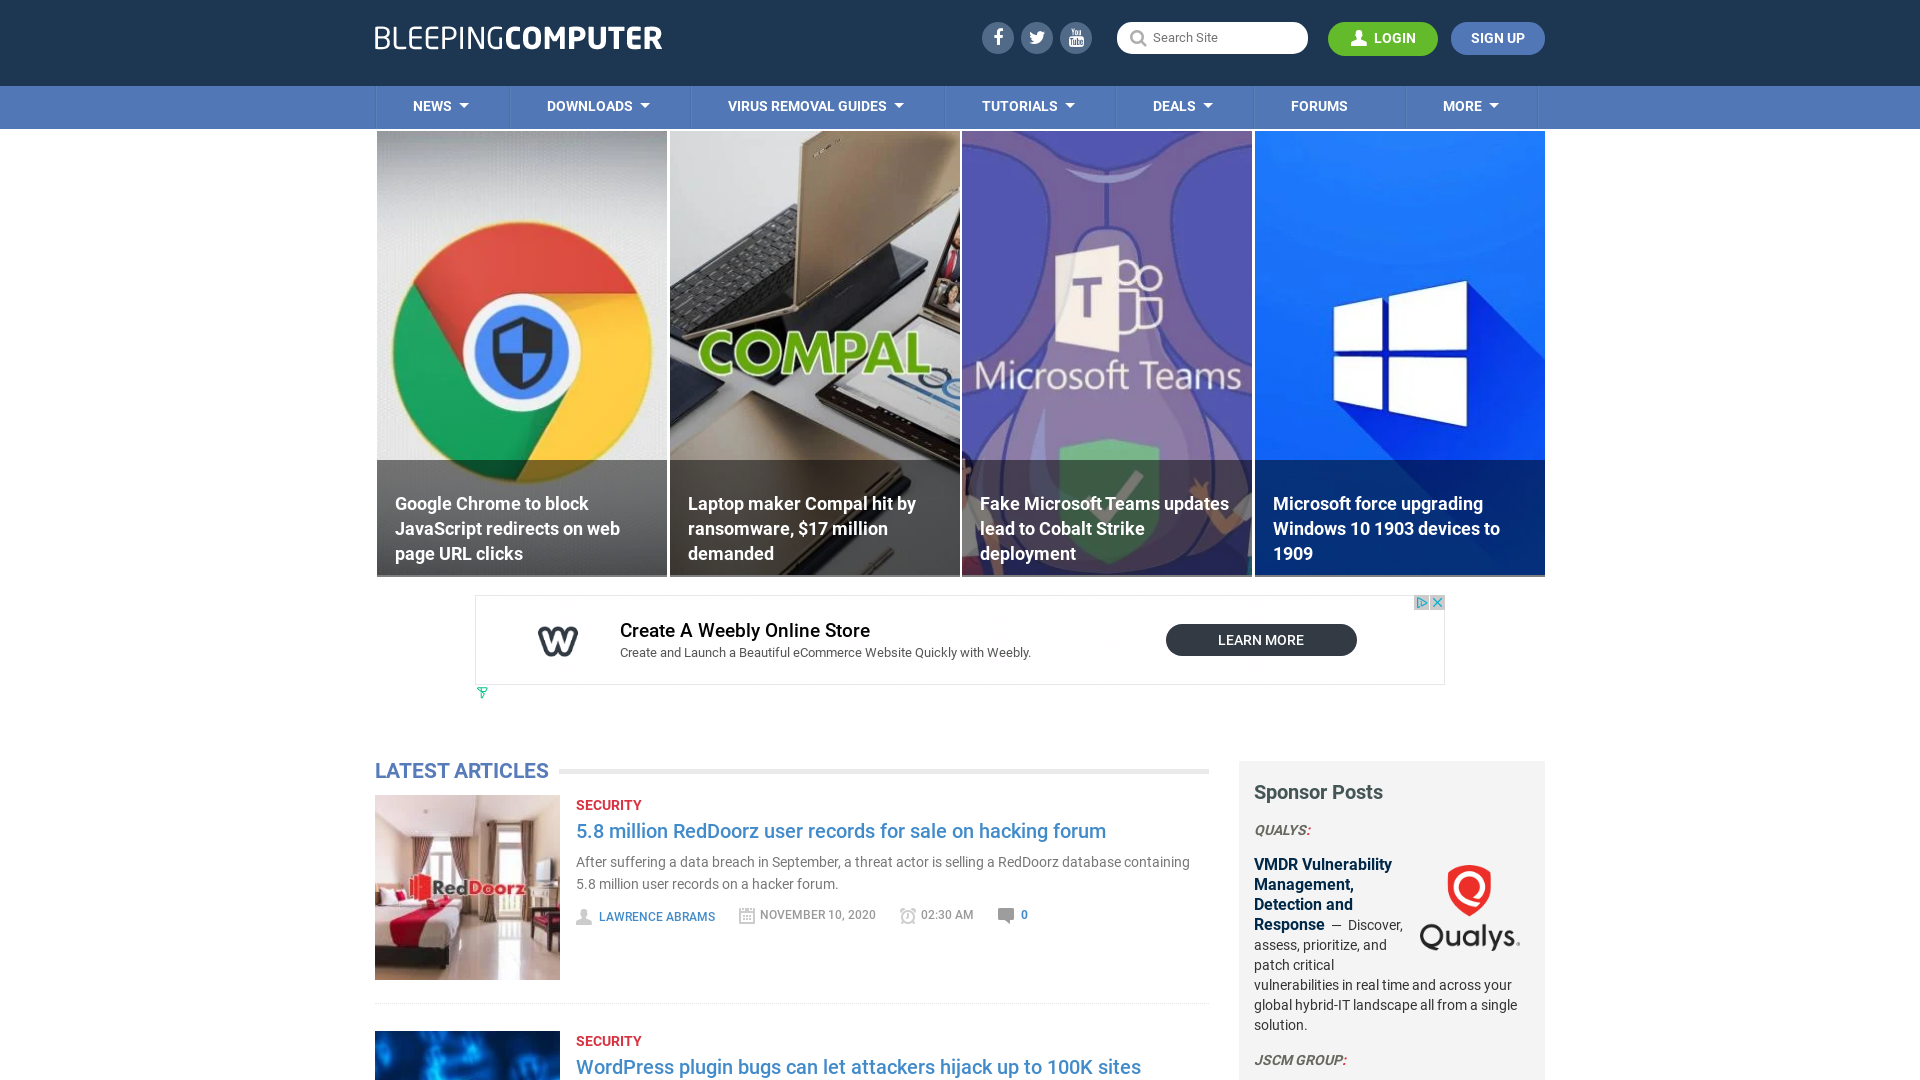 BLEEPINGCOMPUTER
You Tube
Search Site
LOGIN
SIGN UP
NEWS
DOWNLOADS
VIRUS REMOVAL GUIDES
TUTORIALS
DEALS
FORUMS
MORE
Google Chrome to block
JavaScript redirects on web
page URL clicks
COMPAL
Laptop maker Compal hit by
ransomware, $17 million
demanded
T
Microsoft Teams
Fake Microsoft Teams updates
lead to Cobalt Strike
deployment
Microsoft force upgrading
Windows 10 1903 devices to
1909
Create A Weebly Online Store
Create and Launch a Beautiful eCommerce Website Quickly with Weebly.
LEARN MORE
LATEST ARTICLES
RedDoorz
SECURITY
5.8 million RedDoorz user records for sale on hacking forum
After suffering a data breach in September, a threat actor is selling a RedDoorz database containing
5.8 million user records on a hacker forum.
LAWRENCE ABRAMS
NOVEMBER 10, 2020
02:30 AM
0
SECURITY
WordPress plugin bugs can let attackers hijack up to 100K sites
Sponsor Posts
QUALYS:
VMDR Vulnerability
Management,
Detection and
Response — Discover,
assess, prioritize, and
patch critical
vulnerabilities in real time and across your
global hybrid-IT landscape all from a single
solution.
Qualys.
JSCM GROUP: